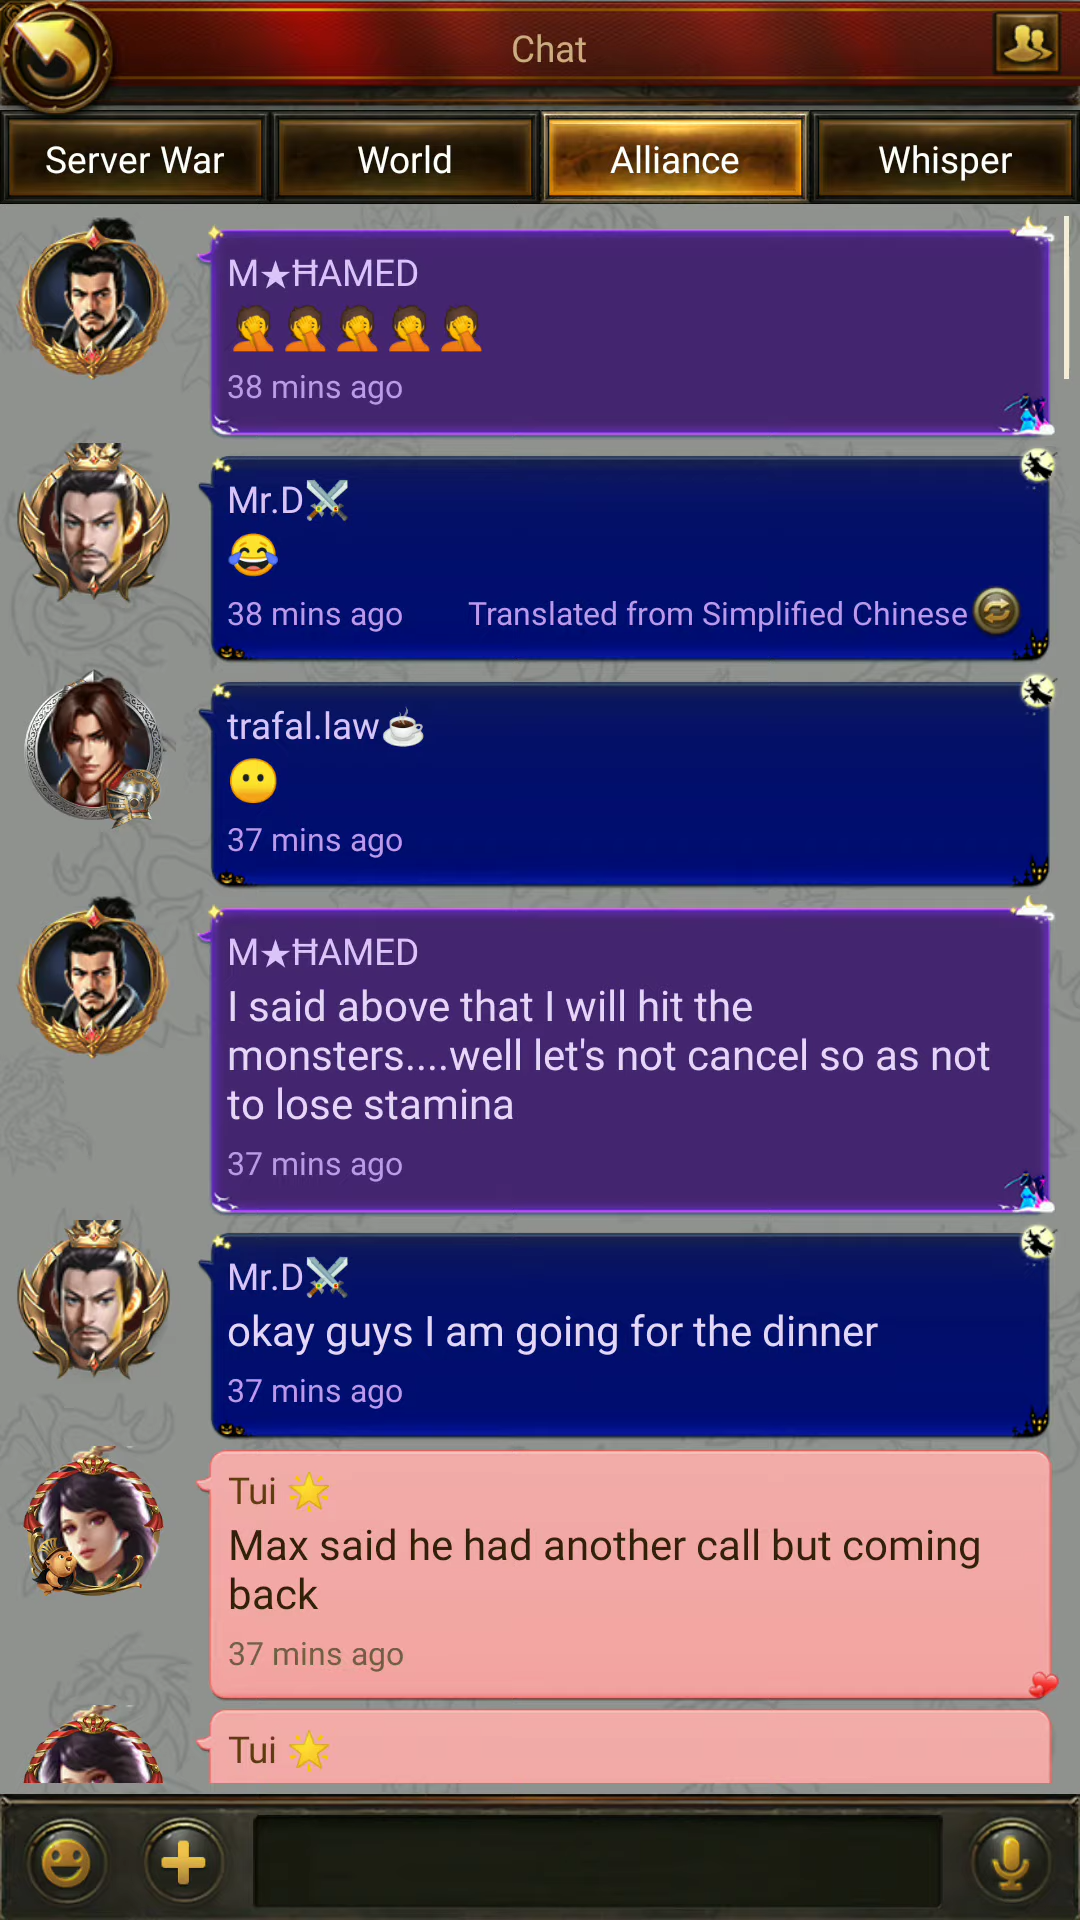 Chat
Server War
World
Alliance
Whisper
M★ĦAMED
🤦🤦🤦🤦🤦
38 mins ago
Mr.D⚔️
😂
38 mins ago Translated from Simplified Chinese
trafal.law☕
😶
37 mins ago
M★ĦAMED
I said above that I will hit the
monsters....well let's not cancel so as not
to lose stamina
37 mins ago
Mr.D⚔️
okay guys I am going for the dinner
37 mins ago
Tui 🌟
Max said he had another call but coming
back
37 mins ago
Tui 🌟